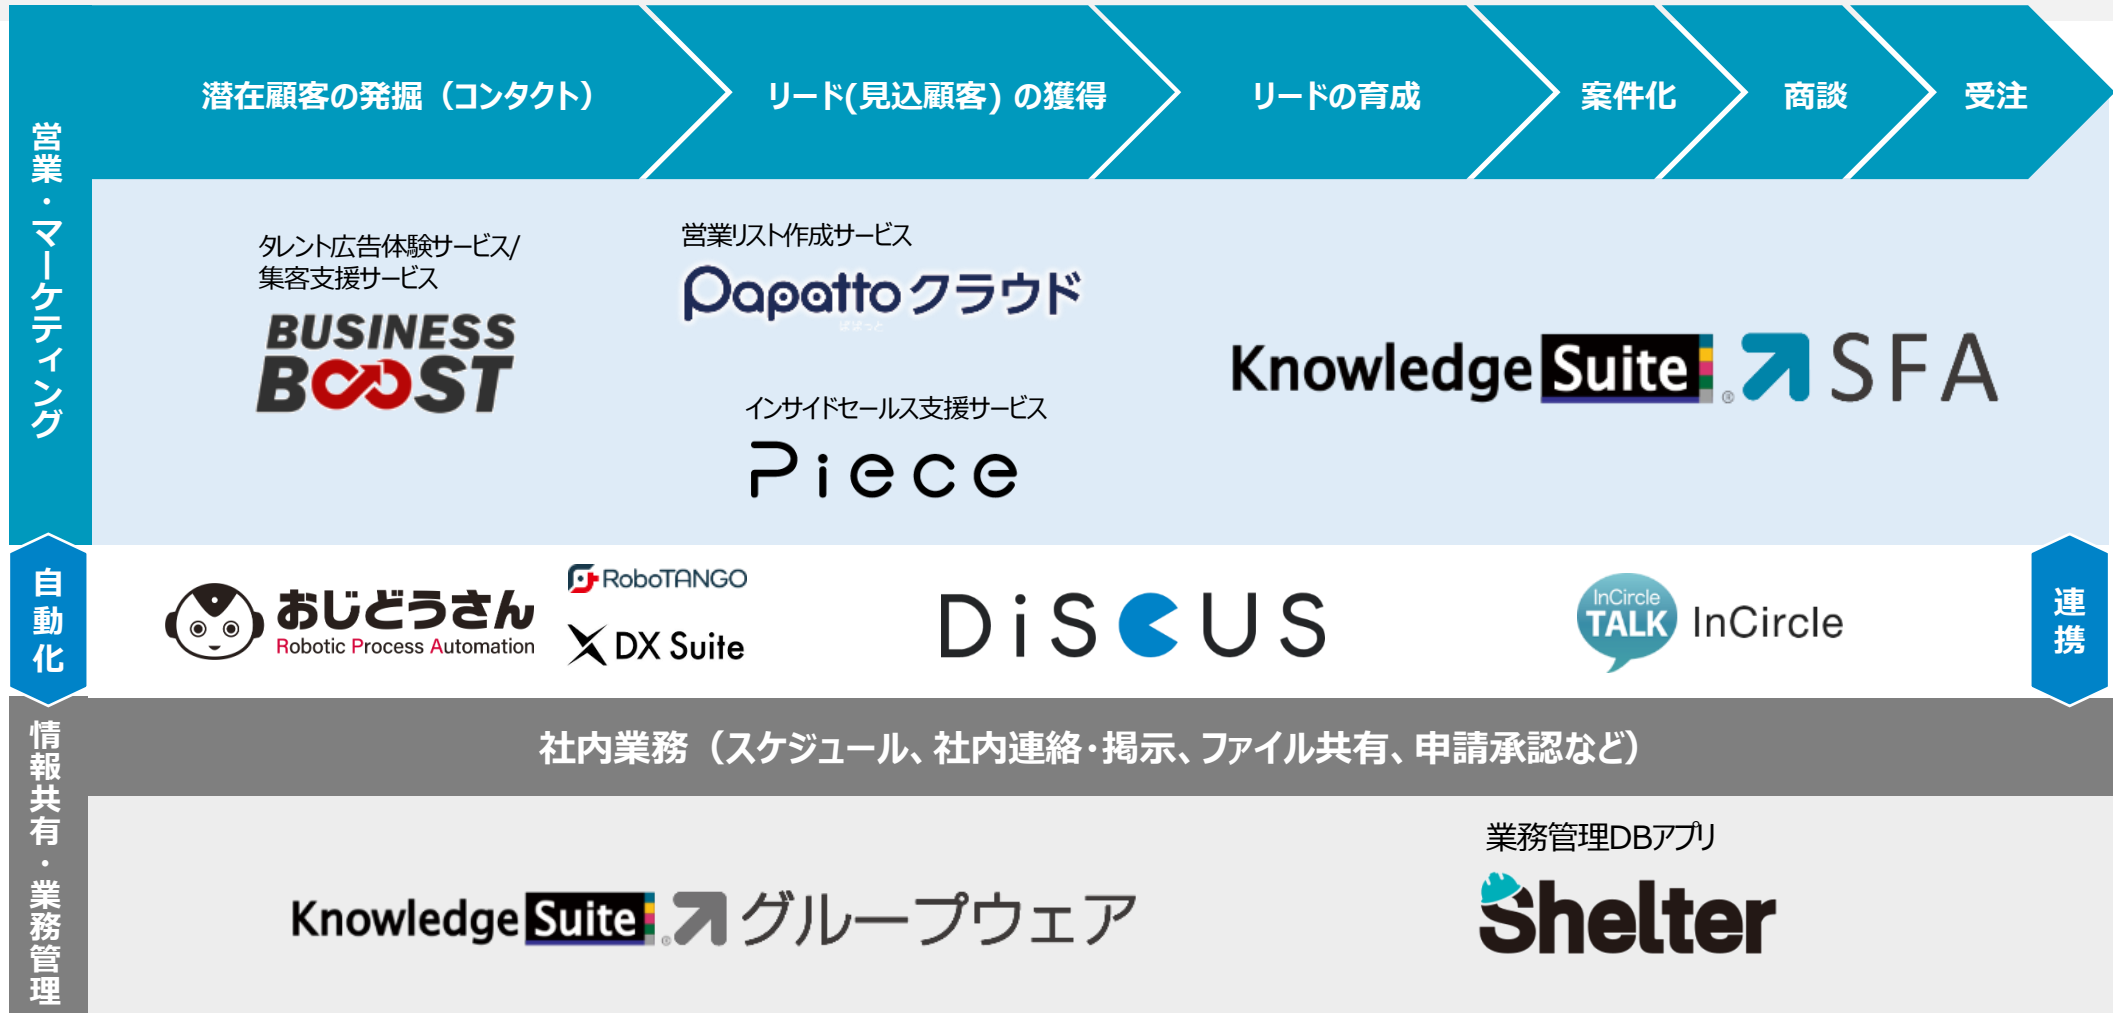 潜在顧客の発掘（コンタクト）
リード(見込顧客) の獲得
リードの育成
案件化
商談
受注
営業・マーケティング
タレント広告体験サービス/
集客支援サービス
BUSINESS
BOOST
営業リスト作成サービス
Papattoクラウド
ぱぱっと
インサイドセールス支援サービス
Piece
Knowledge Suite ® SFA
自動化
おじどうさん
Robotic Process Automation
RoboTANGO
DX Suite
DiSCUS
InCircle
TALK
InCircle
連携
情報共有・業務管理
社内業務（スケジュール、社内連絡・掲示、ファイル共有、申請承認など）
Knowledge Suite ® グループウェア
業務管理DBアプリ
Shelter